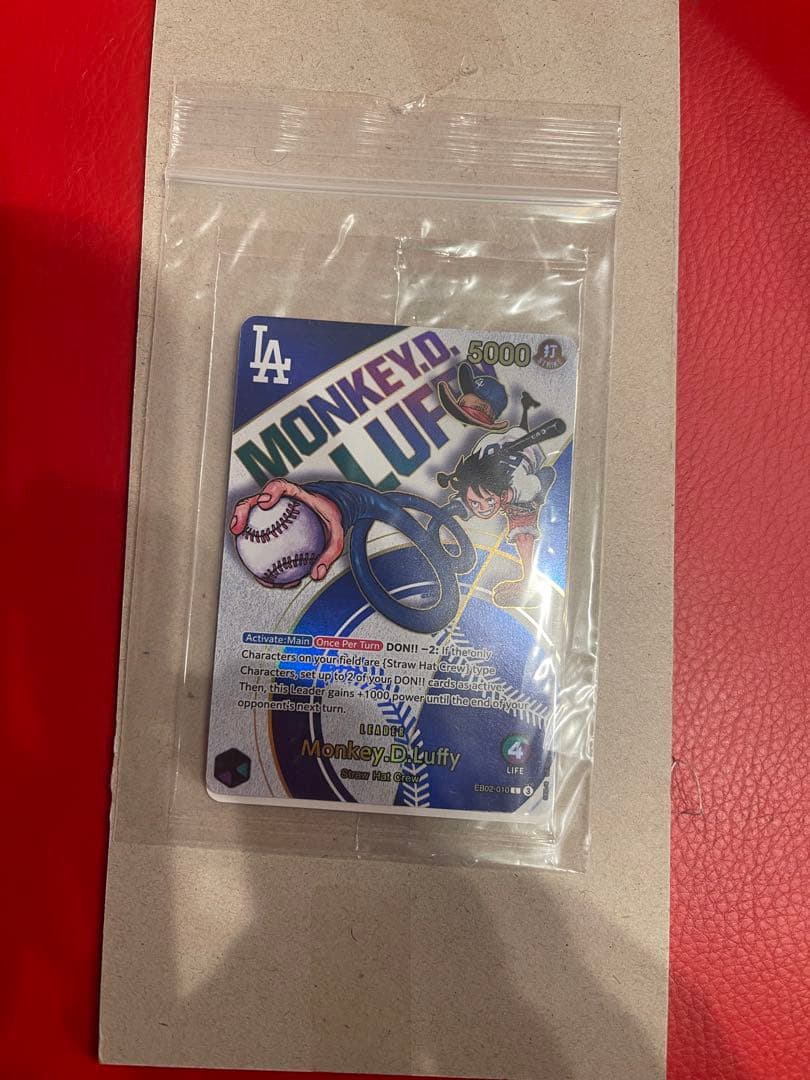 LA
5000
打
MONKEY.D.
LUFFY
Activate:Main Once Per Turn DON!! −2: If the only
Characters on your field are {Straw Hat Crew} type
Characters, set up to 2 of your DON!! cards as active.
Then, this Leader gains +1000 power until the end of your
opponent's next turn.
LEADER
Monkey.D.Luffy
Straw Hat Crew
4
LIFE
EB02-010 L 3